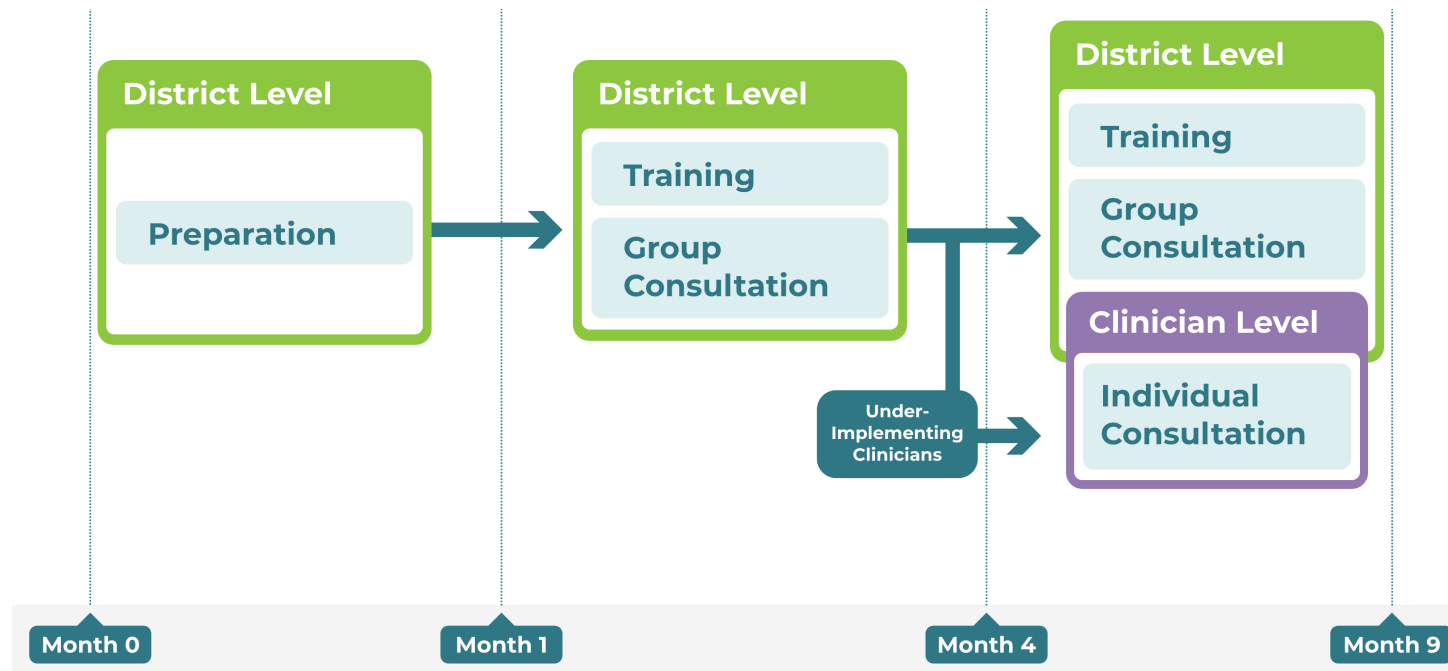 District Level
Preparation
District Level
Training
Group
Consultation
Under-
Implementing
Clinicians
District Level
Training
Group
Consultation
Clinician Level
Individual
Consultation
Month 0
Month 1
Month 4
Month 9